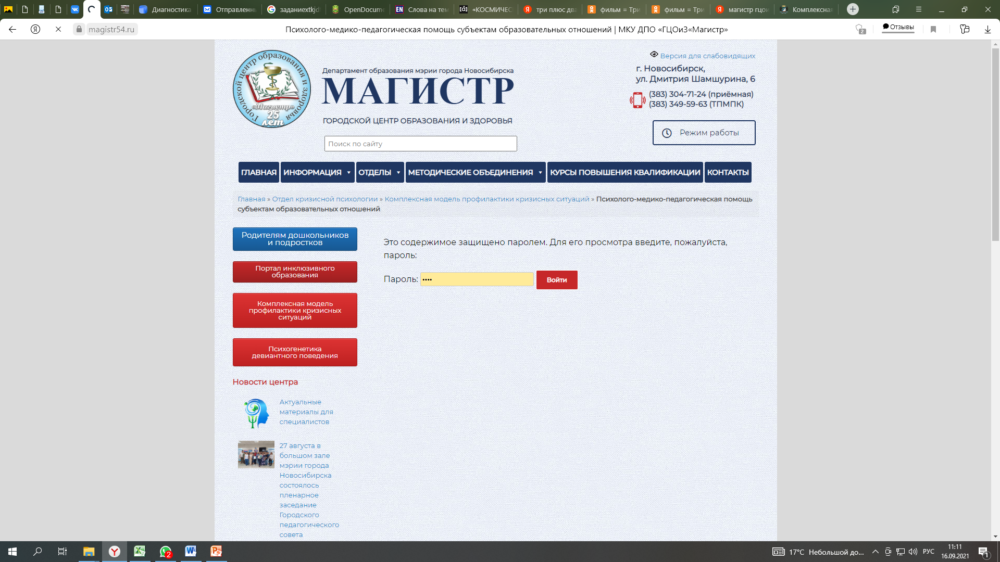 Диагностика
Отправленн
заданиехtkjd
OpenDocume
Слова на тем
«КОСМИЧЕС
три плюс два
фильм = Три
фильм = Три
магистр гцои
Комплексная
magistr54.ru
Психолого-медико-педагогическая помощь субъектам образовательных отношений | МКУ ДПО «ГЦОиЗ«Магистр»
2
Отзывы
Городской центр образования и здоровья
«Магистр»
25
лет
Департамент образования мэрии города Новосибирска
МАГИСТР
ГОРОДСКОЙ ЦЕНТР ОБРАЗОВАНИЯ И ЗДОРОВЬЯ
Поиск по сайту
Версия для слабовидящих
г. Новосибирск,
ул. Дмитрия Шамшурина, 6
(383) 304-71-24 (приёмная)
(383) 349-59-63 (ТПМПК)
Режим работы
ГЛАВНАЯ ИНФОРМАЦИЯ ОТДЕЛЫ МЕТОДИЧЕСКИЕ ОБЪЕДИНЕНИЯ КУРСЫ ПОВЫШЕНИЯ КВАЛИФИКАЦИИ КОНТАКТЫ
Главная » Отдел кризисной психологии » Комплексная модель профилактики кризисных ситуаций » Психолого-медико-педагогическая помощь
субъектам образовательных отношений
Родителям дошкольников
и подростков
Портал инклюзивного
образования
Комплексная модель
профилактики кризисных
ситуаций
Психогенетика
девиантного поведения
Это содержимое защищено паролем. Для его просмотра введите, пожалуйста,
пароль:
Пароль: •••• Войти
Новости центра
Актуальные
материалы для
специалистов
27 августа в
большом зале
мэрии города
Новосибирска
состоялось
пленарное
заседание
Городского
педагогического
совета
2
17°C Небольшой до...
РУС
11:11
16.09.2021
1